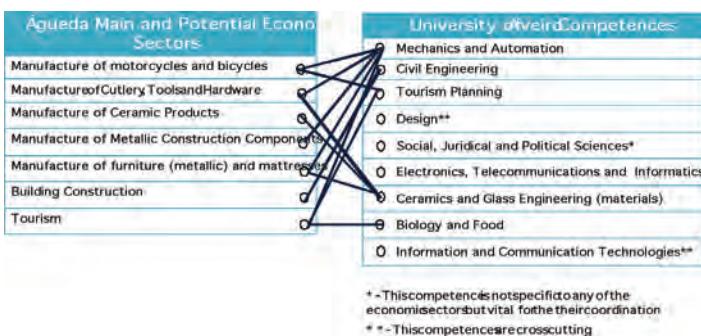 Águeda Main and Potential Econo
Sectors
Manufacture of motorcycles and bicycles
Manufacture of Cutlery, Tools and Hardware
Manufacture of Ceramic Products
Manufacture of Metallic Construction Components
Manufacture of furniture (metallic) and mattresses
Building Construction
Tourism
University of Aveiro Competences
Mechanics and Automation
Civil Engineering
Tourism Planning
Design**
Social, Juridical and Political Sciences*
Electronics, Telecommunications and Informatics
Ceramics and Glass Engineering (materials)
Biology and Food
Information and Communication Technologies**
* - This competence is not specific to any of the
economic sectors but vital for the their coordination
** - This competences are crosscutting